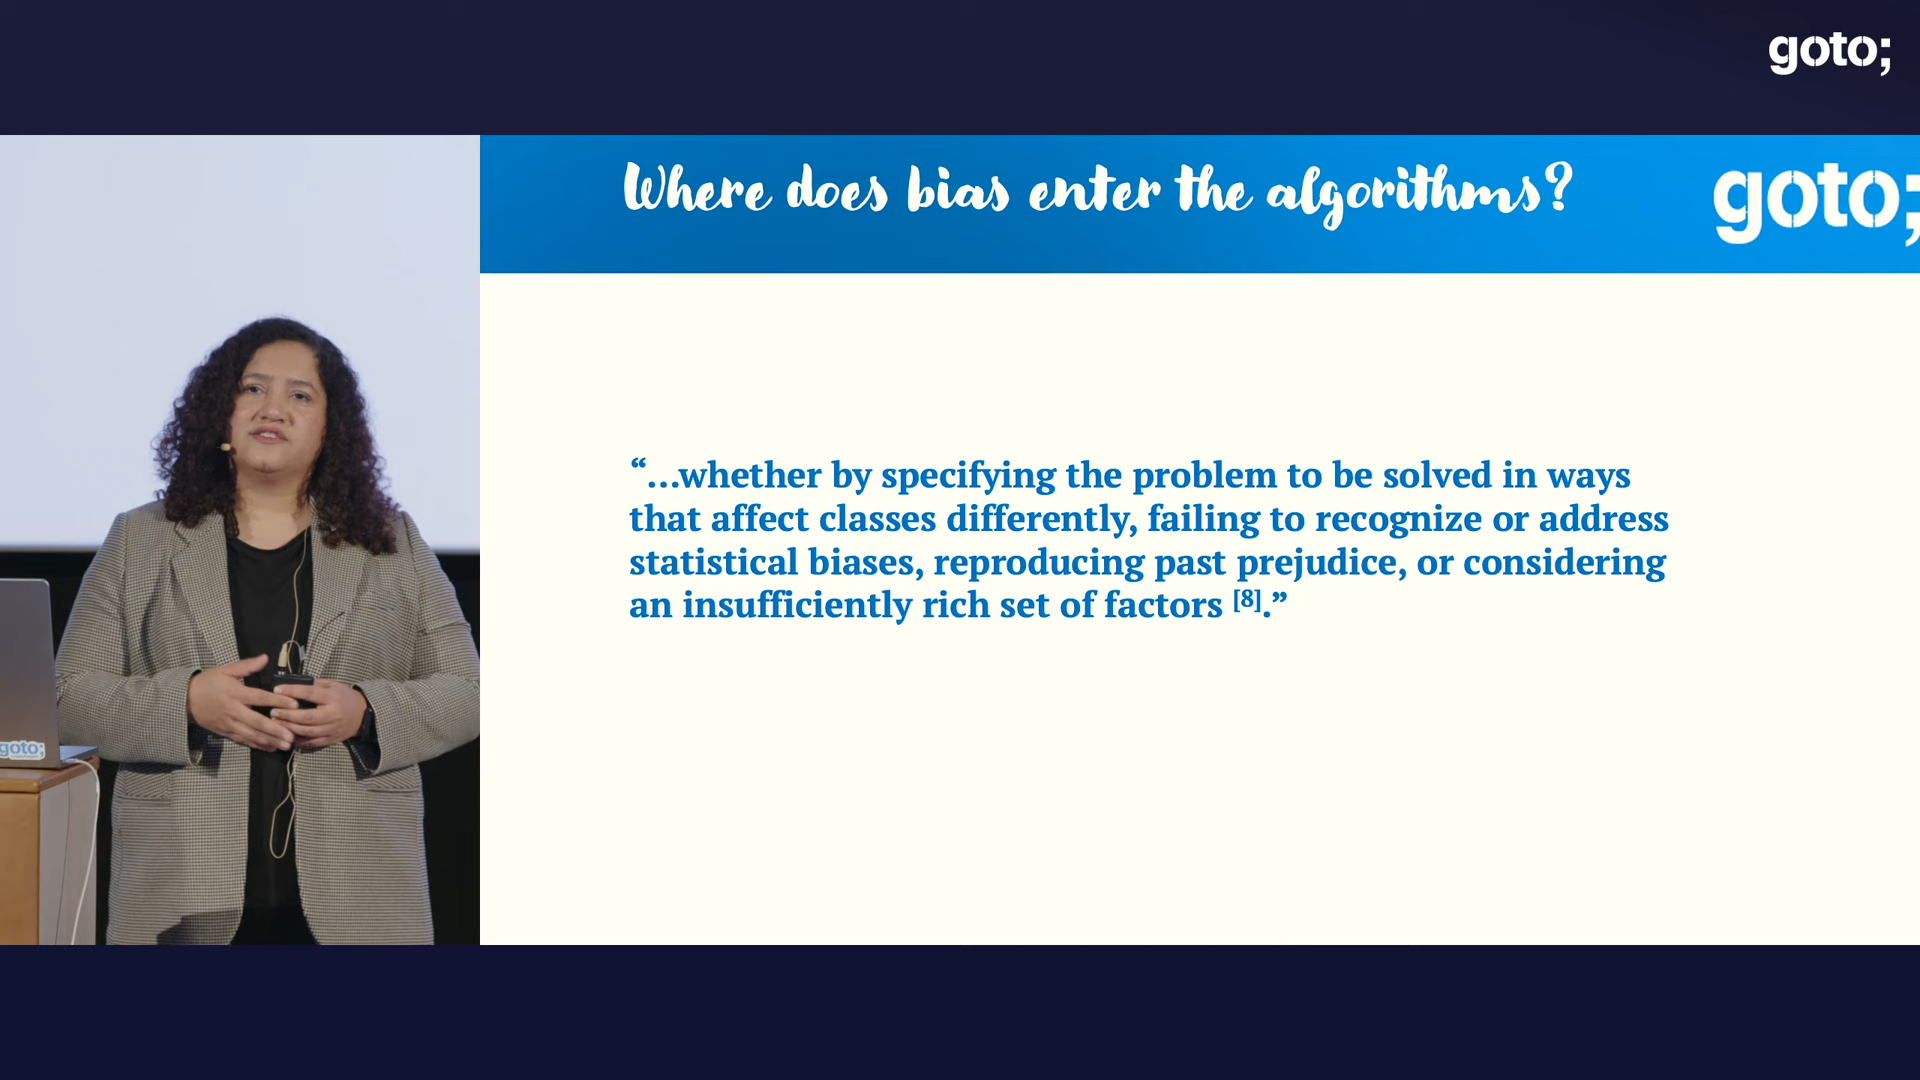 goto;
Where does bias enter the algorithms?
goto;
“…whether by specifying the problem to be solved in ways
that affect classes differently, failing to recognize or address
statistical biases, reproducing past prejudice, or considering
an insufficiently rich set of factors [8].”
goto;